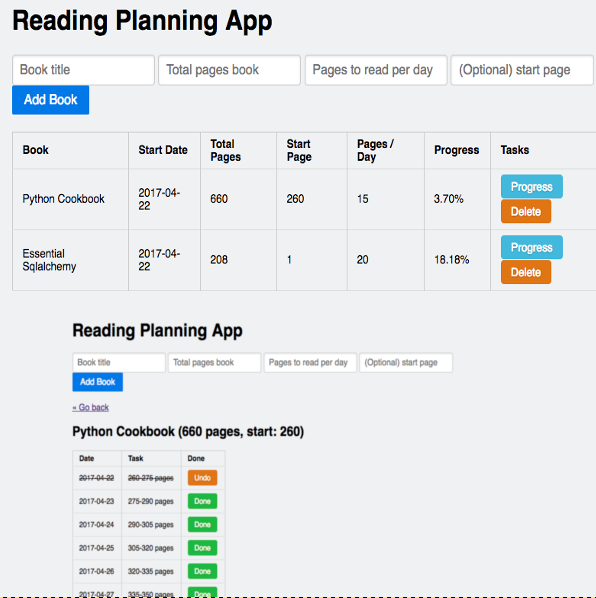 Reading Planning App
Book title Total pages book Pages to read per day (Optional) start page
Add Book
Book Start Date Total Pages Start Page Pages / Day Progress Tasks
Python Cookbook 2017-04-22 660 260 15 3.70% Progress
Delete
Essential Sqlalchemy 2017-04-22 208 1 20 18.18% Progress
Delete
Reading Planning App
Book title Total pages book Pages to read per day (Optional) start page
Add Book
« Go back
Python Cookbook (660 pages, start: 260)
Date Task Done
2017-04-22 260-275 pages Undo
2017-04-23 275-290 pages Done
2017-04-24 290-305 pages Done
2017-04-25 305-320 pages Done
2017-04-26 320-335 pages Done
2017-04-27 335-350 pages Done